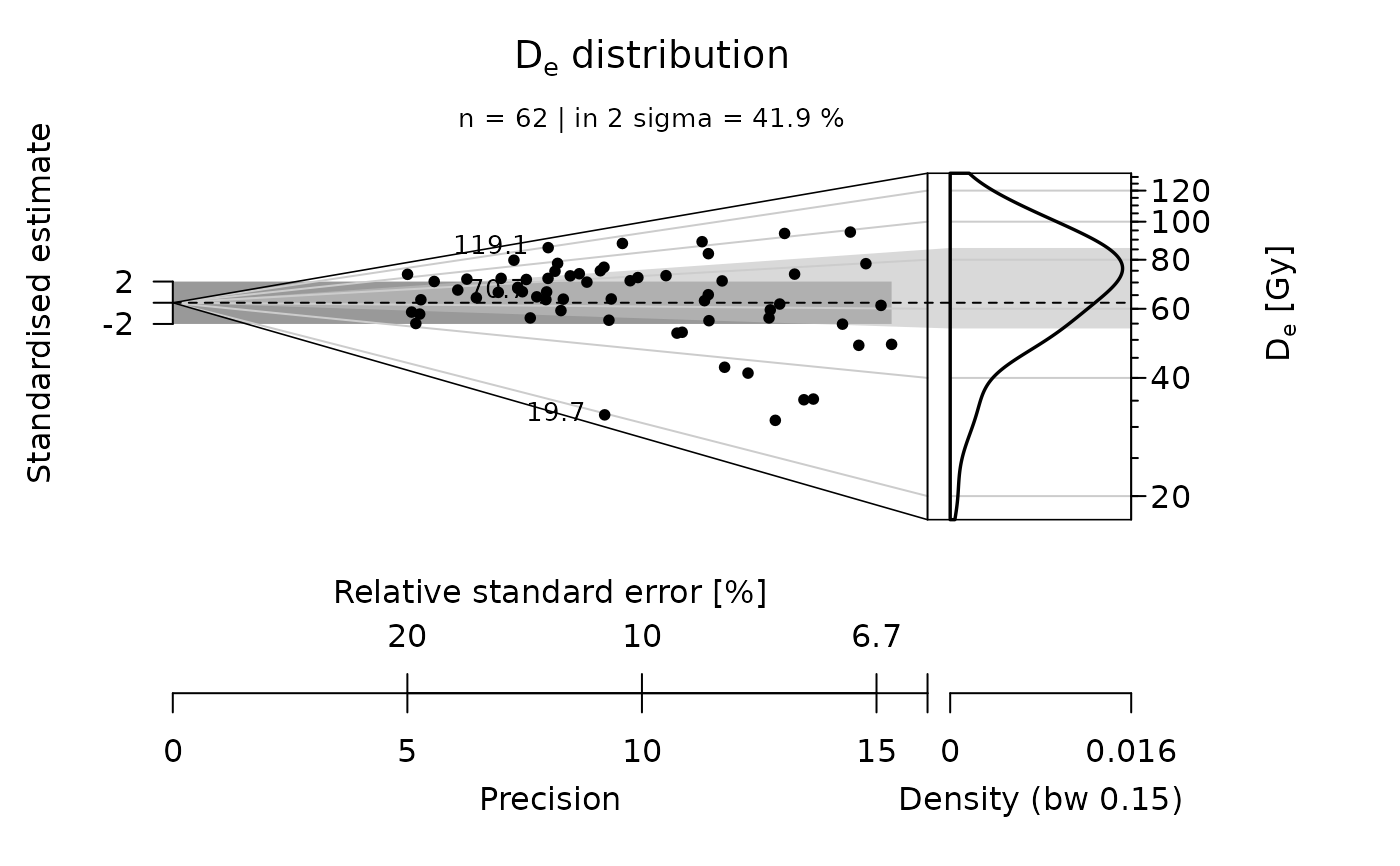 De distribution
n = 62 | in 2 sigma = 41.9 %
Standardised estimate
2
-2
119.1
70.7
19.7
120
100
80
60
40
20
De [Gy]
Relative standard error [%]
20 10 6.7
0 5 10 15 0 0.016
Precision Density (bw 0.15)